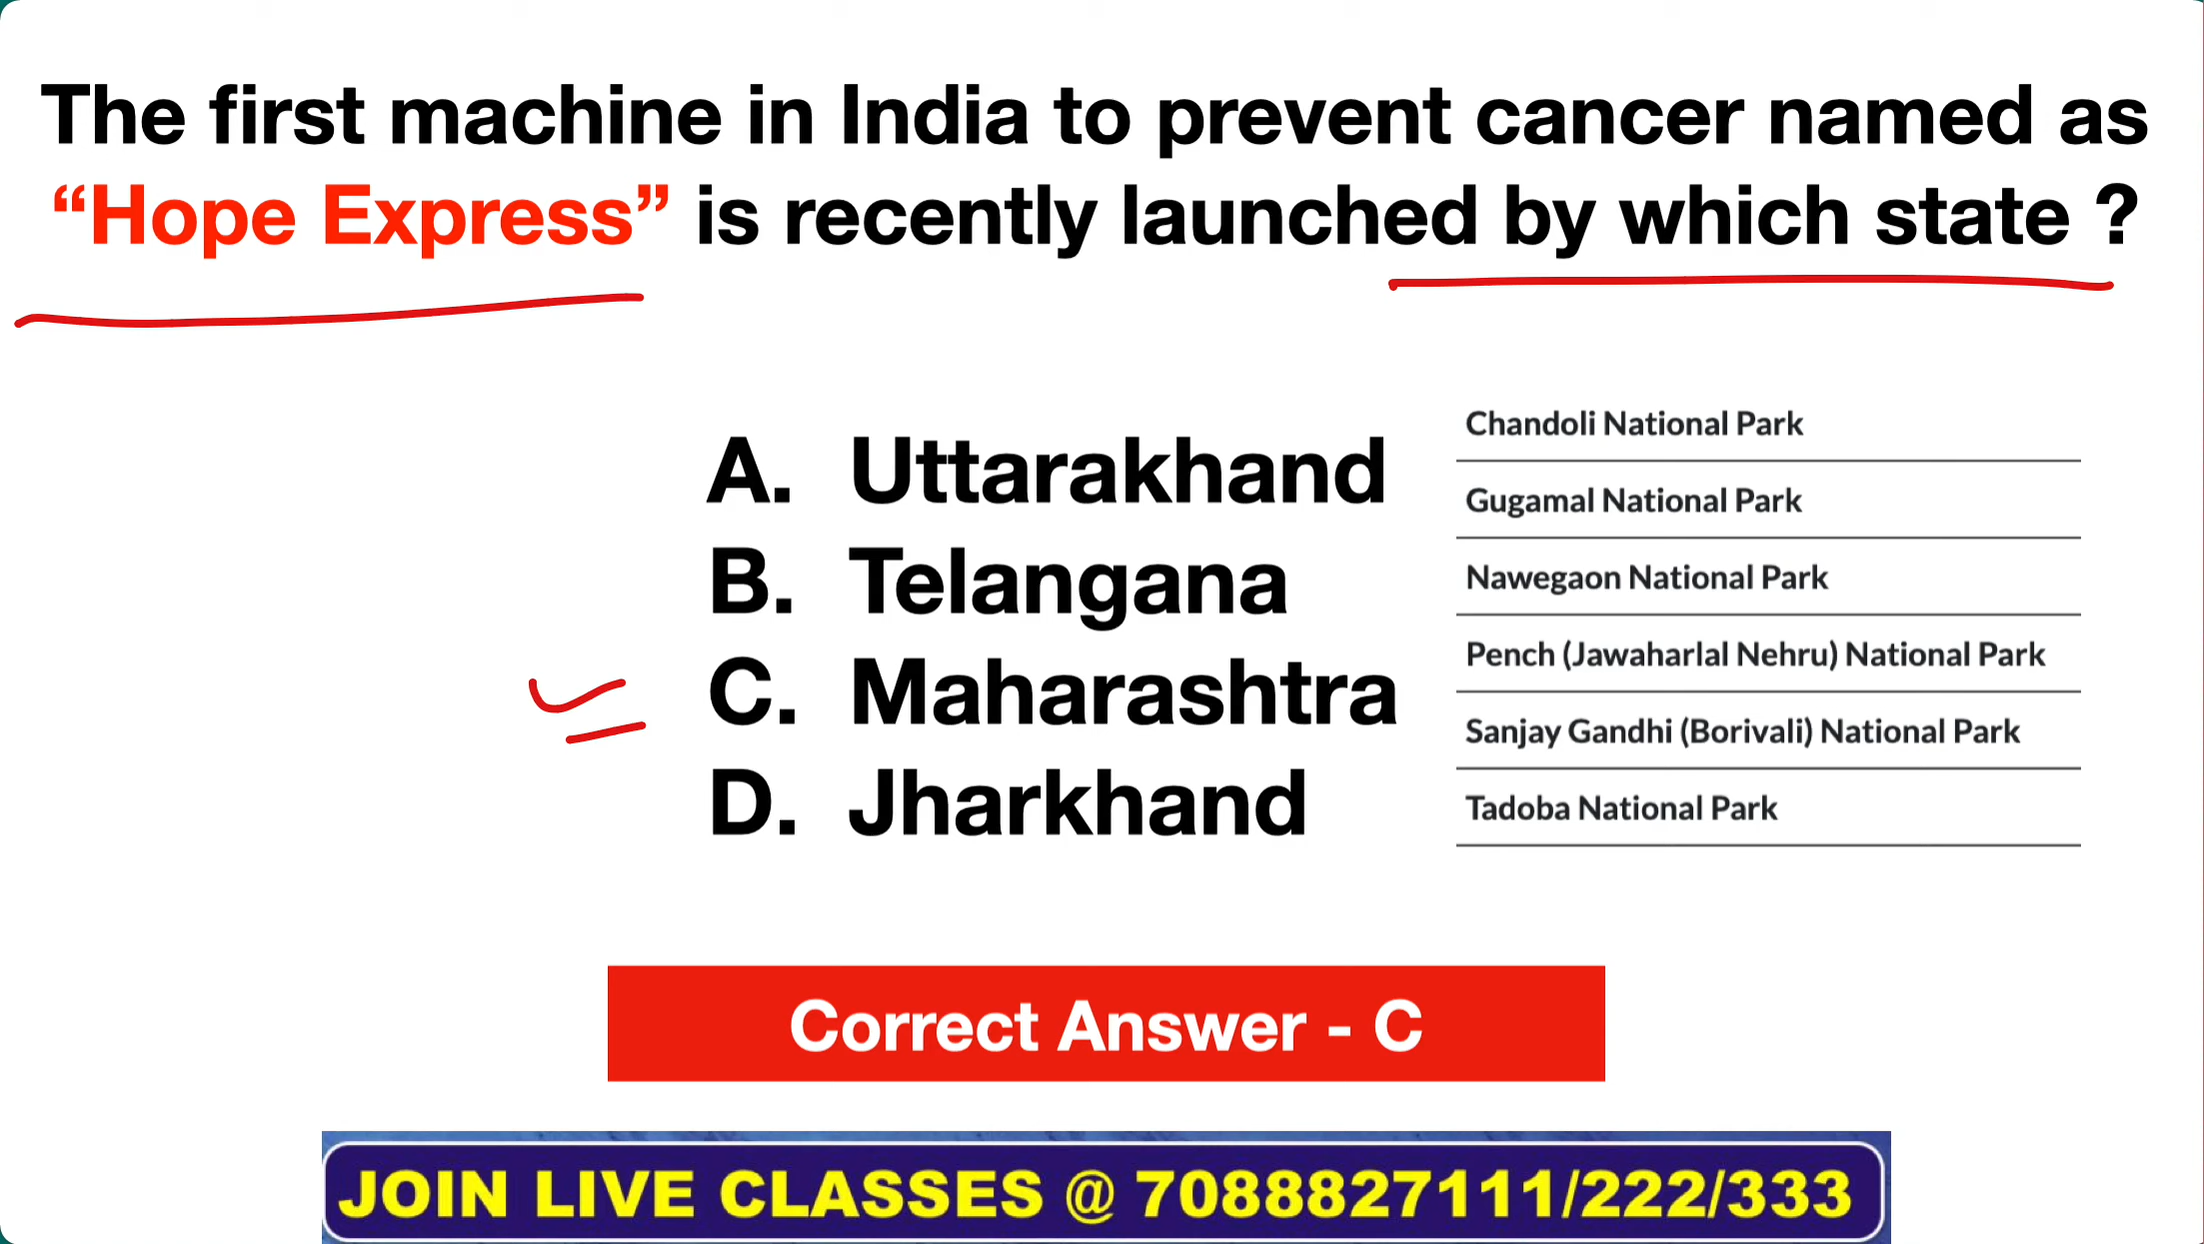 The first machine in India to prevent cancer named as
“Hope Express” is recently launched by which state ?
A. Uttarakhand
B. Telangana
C. Maharashtra
D. Jharkhand
Chandoli National Park
Gugamal National Park
Nawegaon National Park
Pench (Jawaharlal Nehru) National Park
Sanjay Gandhi (Borivali) National Park
Tadoba National Park
Correct Answer - C
JOIN LIVE CLASSES @ 7088827111/222/333